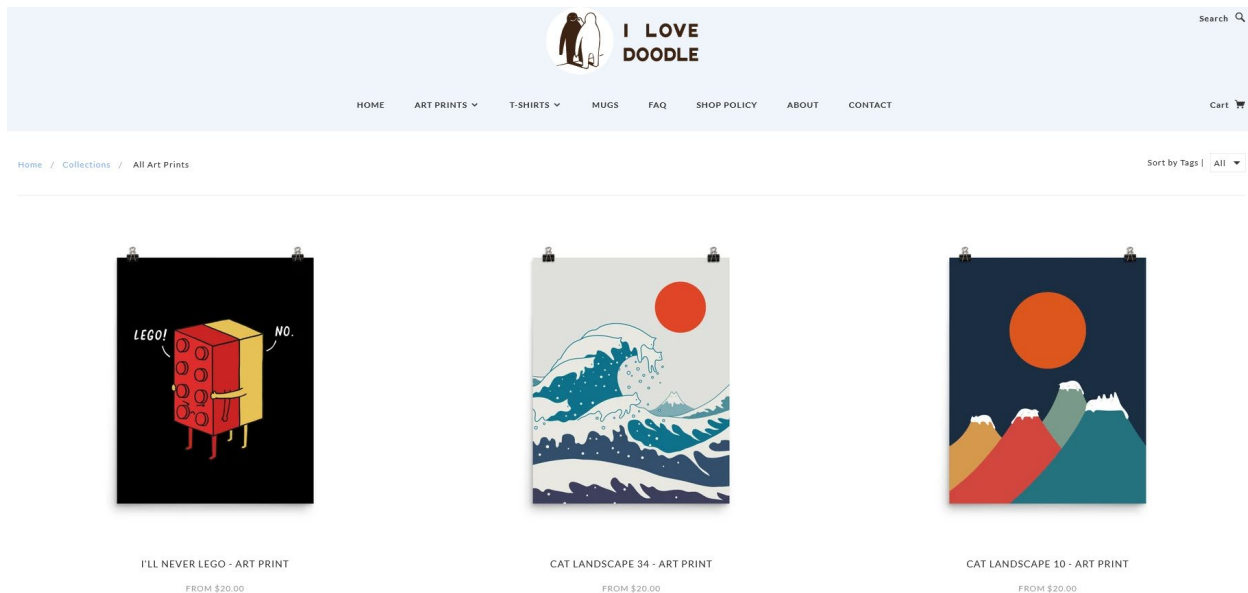 I LOVE
DOODLE
Search
HOME ART PRINTS T-SHIRTS MUGS FAQ SHOP POLICY ABOUT CONTACT
Cart
Home / Collections / All Art Prints
Sort by Tags | All
LEGO!
NO.
I'LL NEVER LEGO - ART PRINT
FROM $20.00
CAT LANDSCAPE 34 - ART PRINT
FROM $20.00
CAT LANDSCAPE 10 - ART PRINT
FROM $20.00